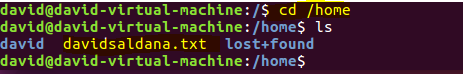 david@david-virtual-machine:/$ cd /home
david@david-virtual-machine:/home$ ls
david  davidsaldana.txt  lost+found
david@david-virtual-machine:/home$